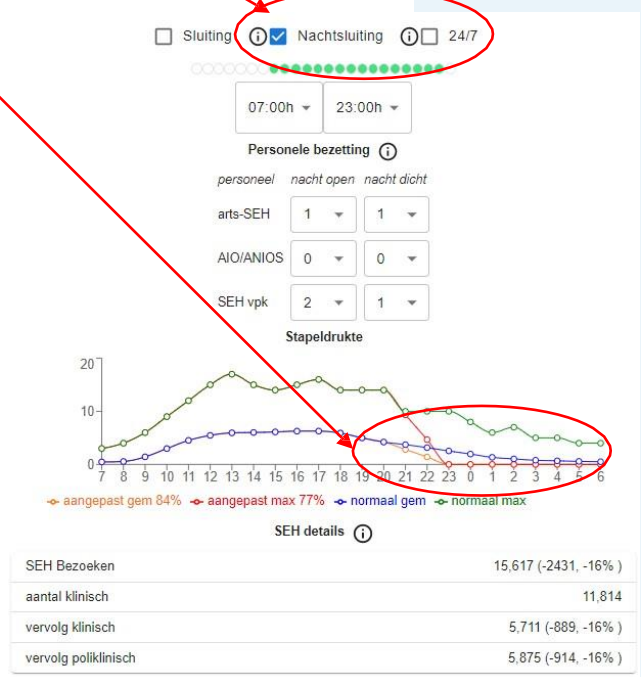 Sluiting Nachtsluiting 24/7
07:00h 23:00h
Personele bezetting
personeel nacht open nacht dicht
arts-SEH 1 1
AIO/ANIOS 0 0
SEH vpk 2 1
Stapeldrukte
20
10
0
7 8 9 10 11 12 13 14 15 16 17 18 19 20 21 22 23 0 1 2 3 4 5 6
aangepast gem 84% aangepast max 77% normaal gem normaal max
SEH details
SEH Bezoeken 15,617 (-2431, -16% )
aantal klinisch 11,814
vervolg klinisch 5,711 (-889, -16% )
vervolg poliklinisch 5,875 (-914, -16% )